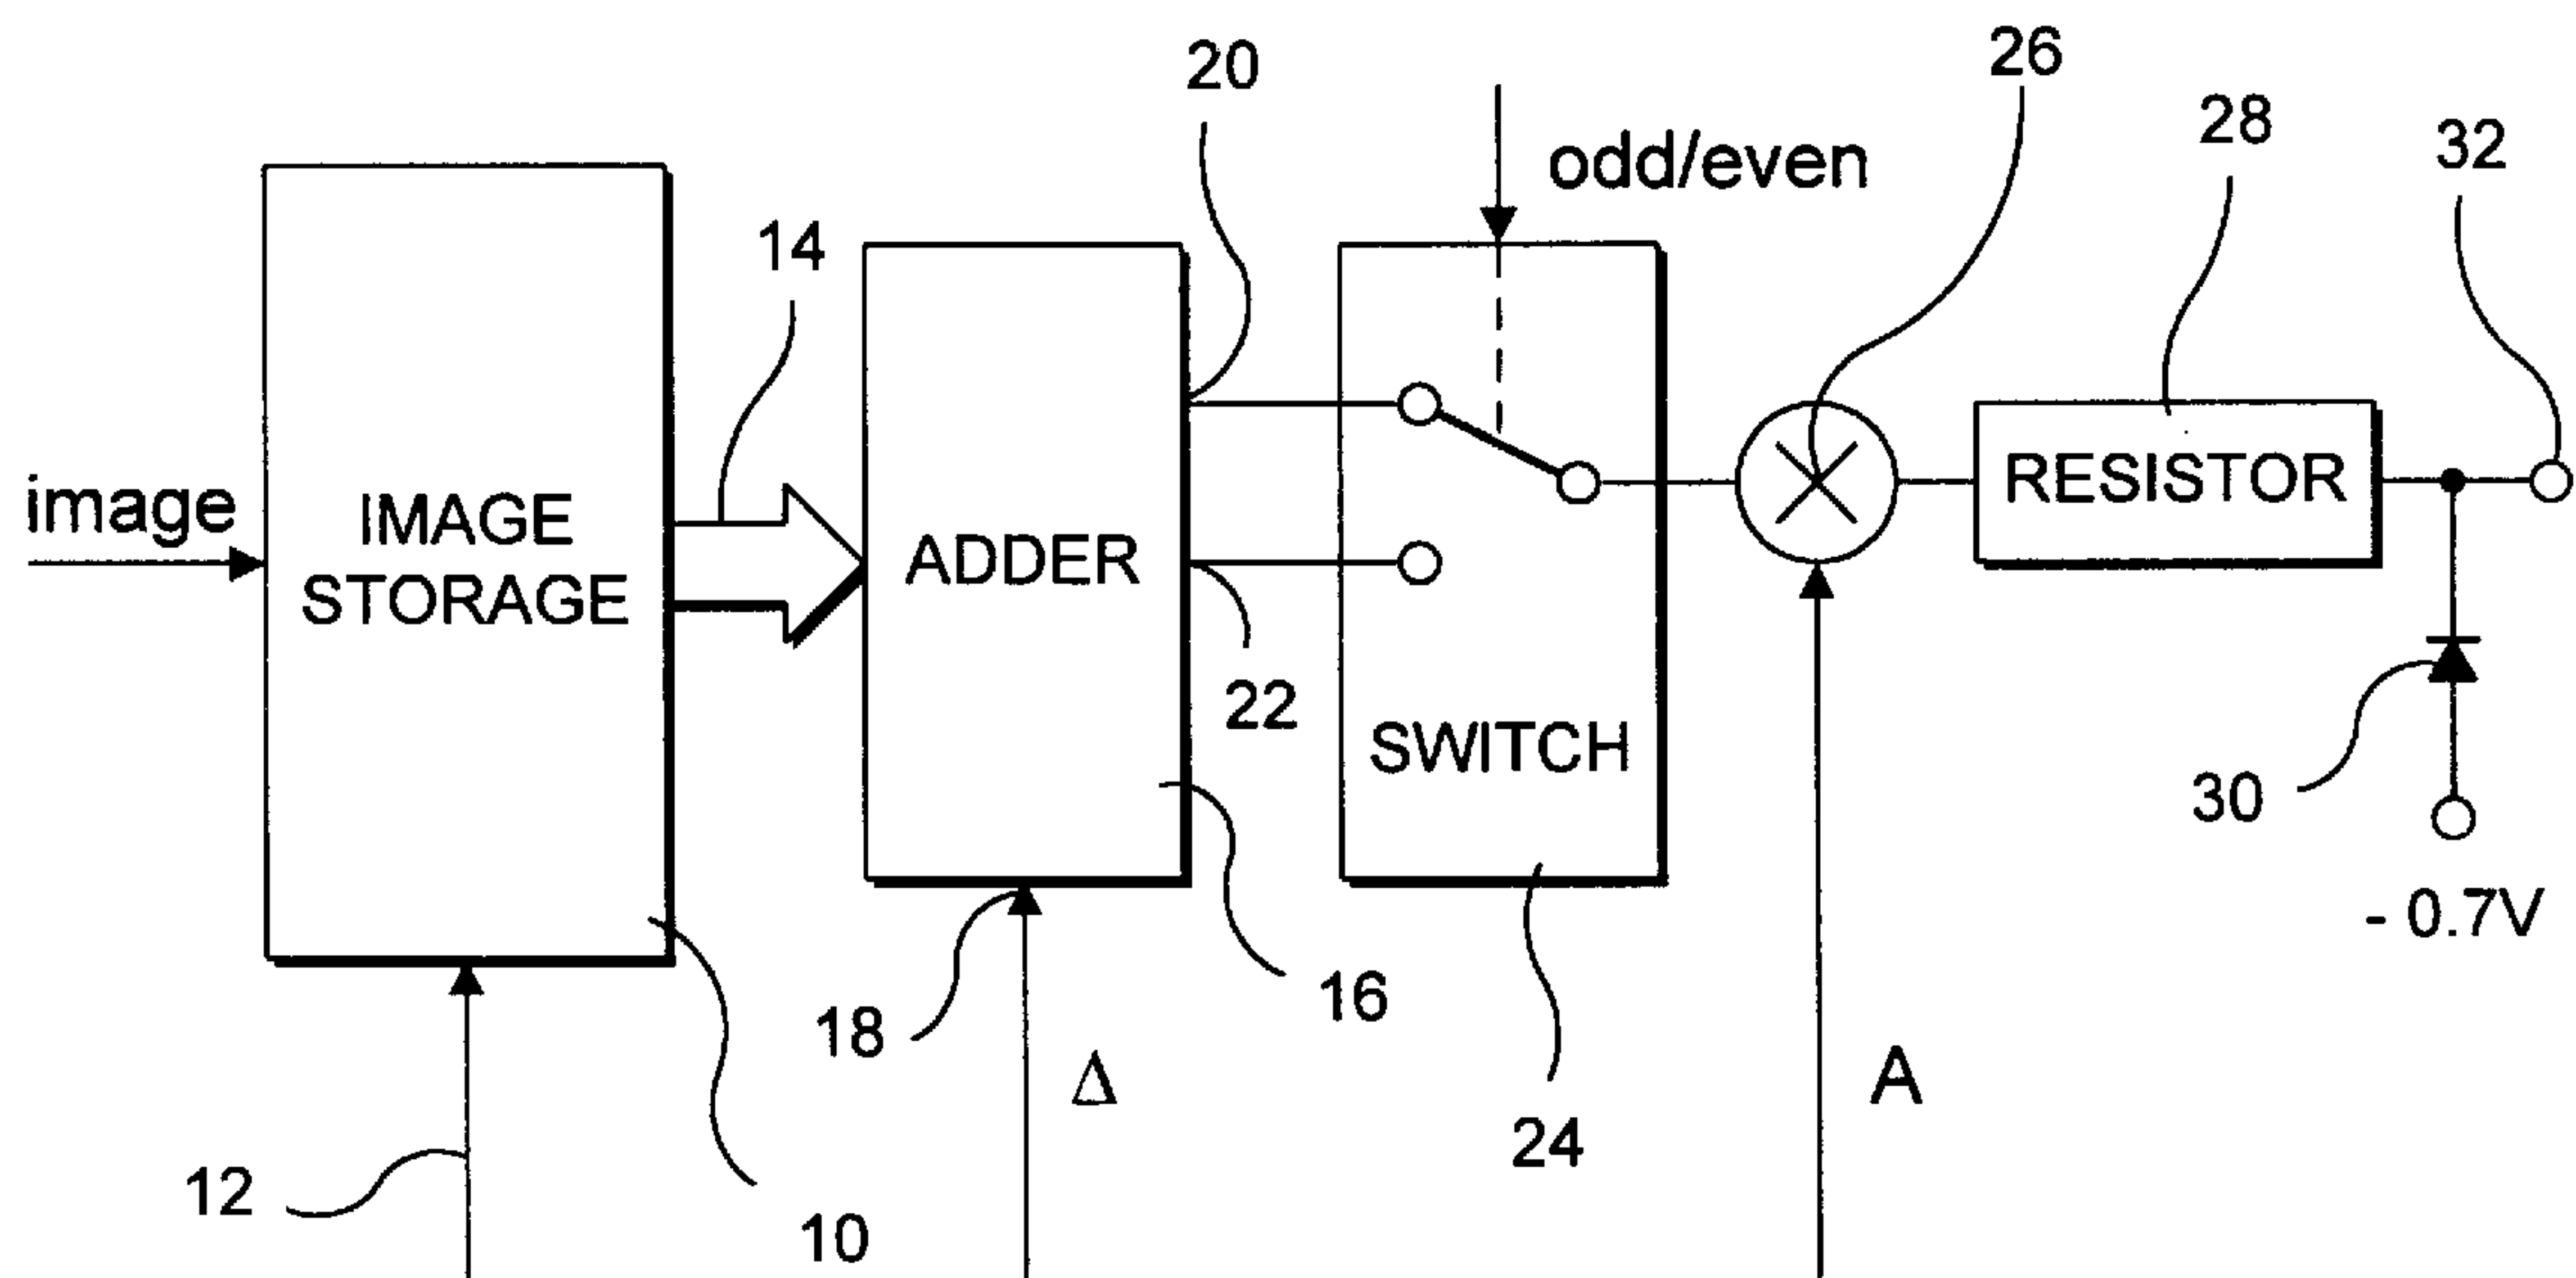 20
26
28
32
odd/even
14
image
IMAGE
STORAGE
ADDER
RESISTOR
22
SWITCH
30
- 0.7V
16
18
Δ
A
24
12
10